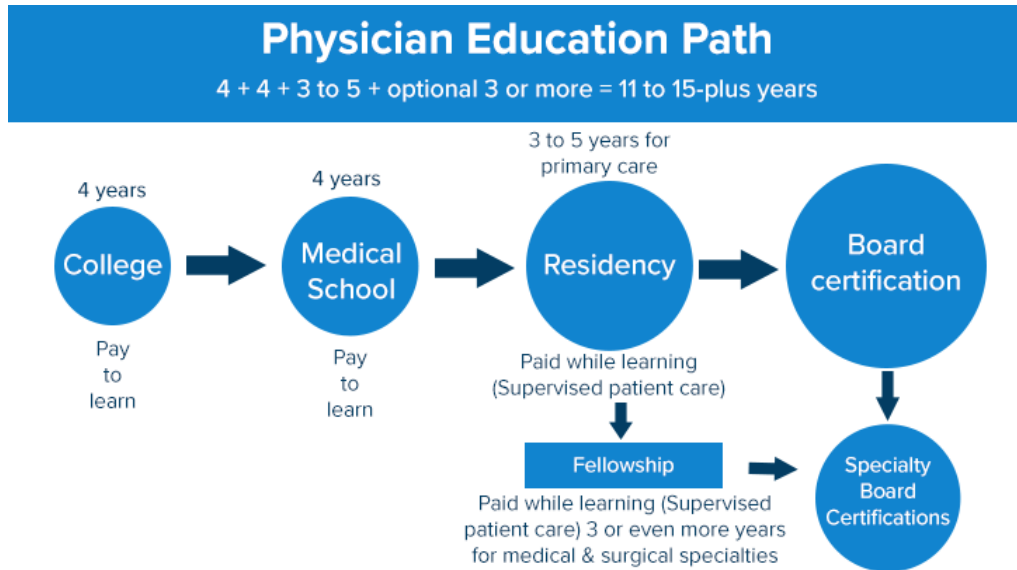 Physician Education Path
4 + 4 + 3 to 5 + optional 3 or more = 11 to 15-plus years
4 years
College
Pay
to
learn
4 years
Medical
School
Pay
to
learn
3 to 5 years for
primary care
Residency
Paid while learning
(Supervised patient care)
Board
certification
Fellowship
Paid while learning (Supervised
patient care) 3 or even more years
for medical & surgical specialties
Specialty
Board
Certifications